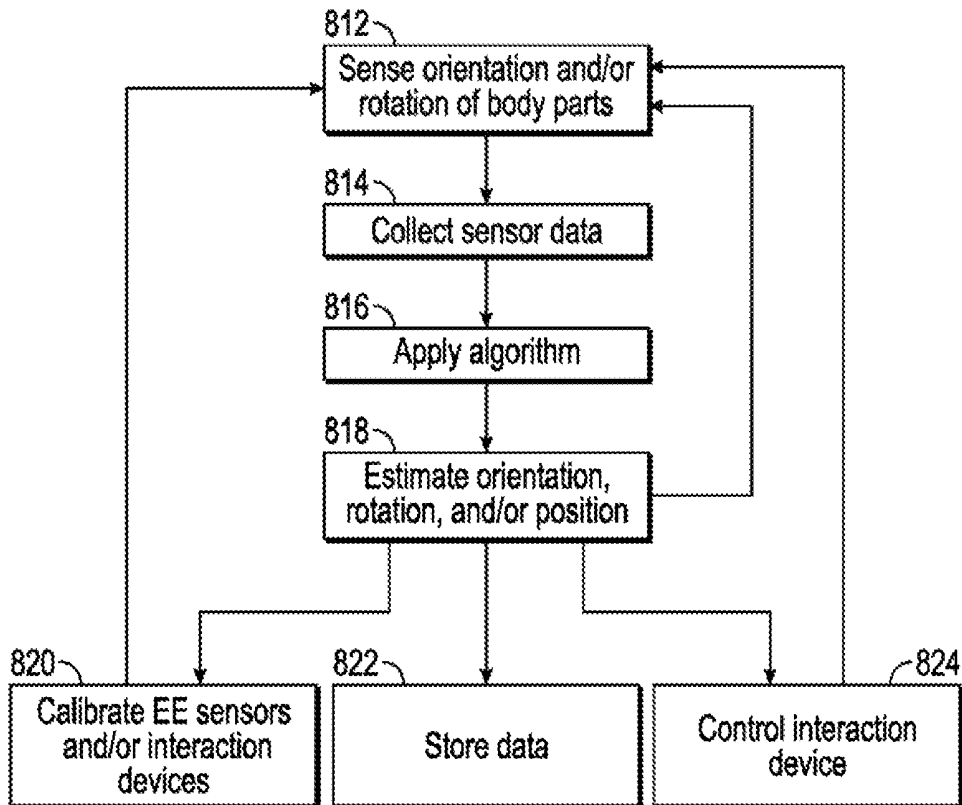 812
Sense orientation and/or
rotation of body parts
814
Collect sensor data
816
Apply algorithm
818
Estimate orientation,
rotation, and/or position
820
Calibrate EE sensors
and/or interaction
devices
822
Store data
824
Control interaction
device